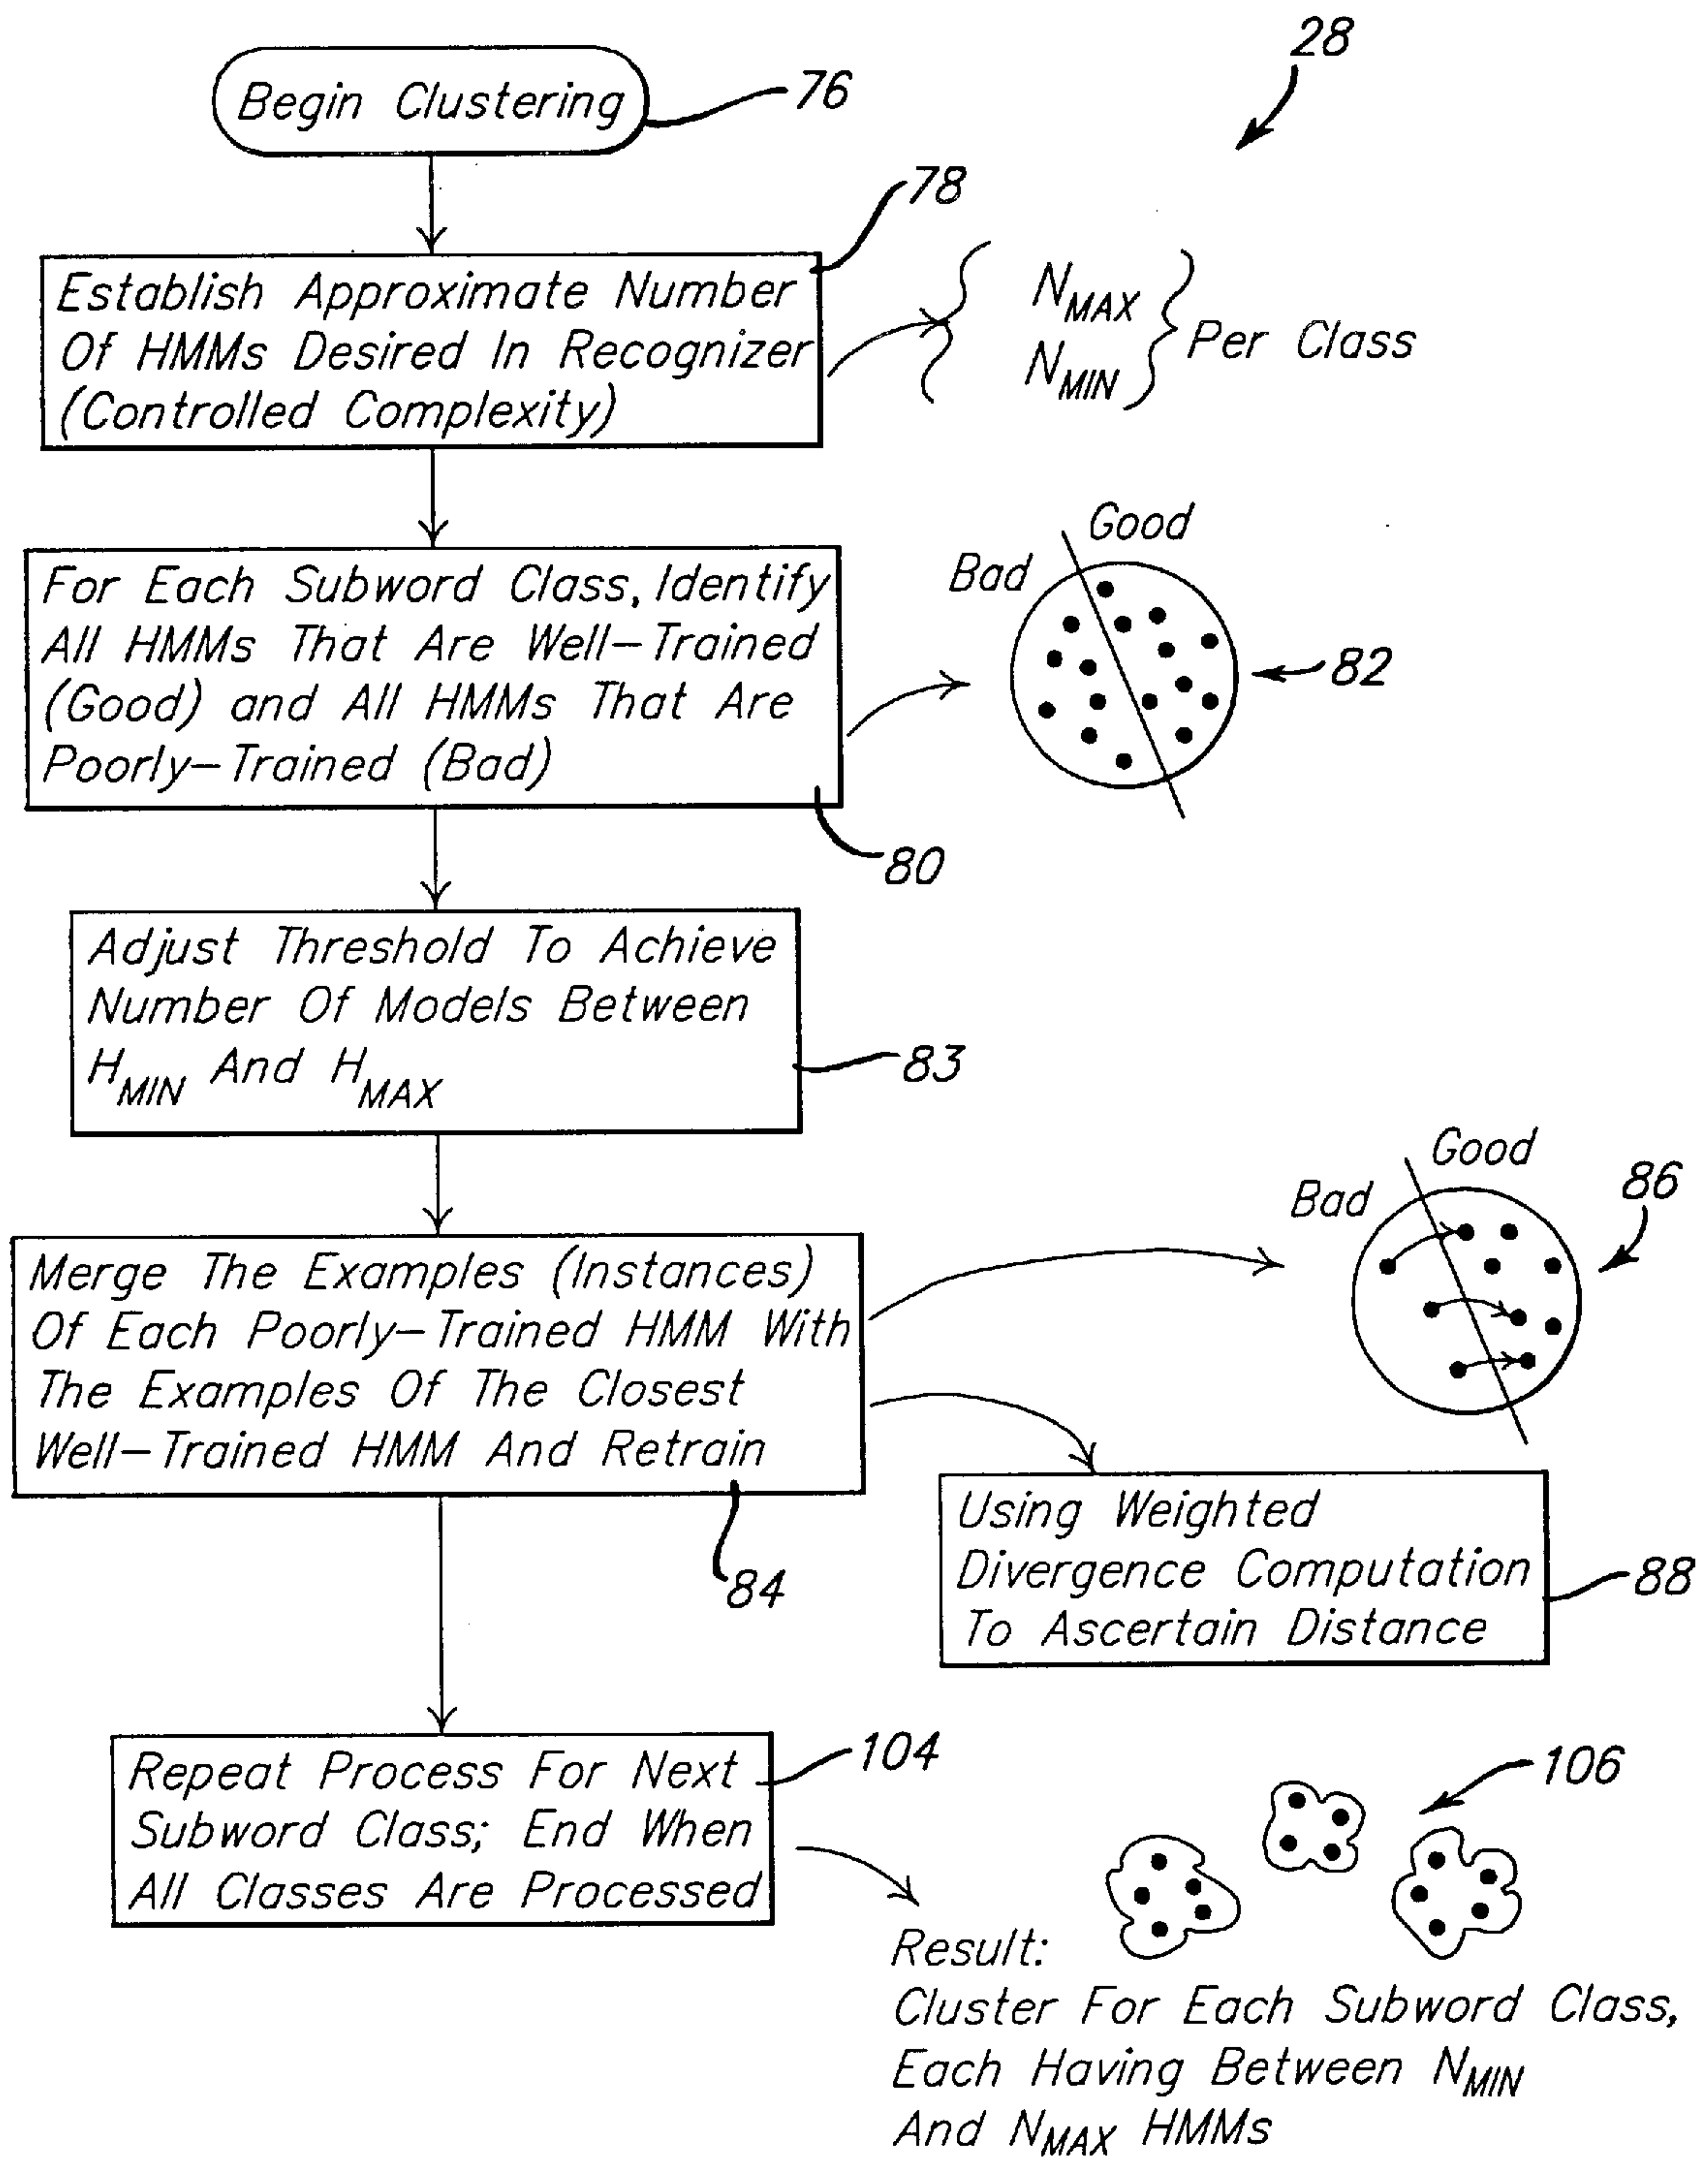 28
Begin Clustering
76
78
Establish Approximate Number
Of HMMs Desired In Recognizer
(Controlled Complexity)
NMAX
NMIN
Per Class
For Each Subword Class, Identify
All HMMs That Are Well-Trained
(Good) and All HMMs That Are
Poorly-Trained (Bad)
80
Good
Bad
82
Adjust Threshold To Achieve
Number Of Models Between
HMIN And HMAX
83
Merge The Examples (Instances)
Of Each Poorly-Trained HMM With
The Examples Of The Closest
Well-Trained HMM And Retrain
84
Good
Bad
86
Using Weighted
Divergence Computation
To Ascertain Distance
88
Repeat Process For Next
Subword Class; End When
All Classes Are Processed
104
106
Result:
Cluster For Each Subword Class,
Each Having Between NMIN
And NMAX HMMs